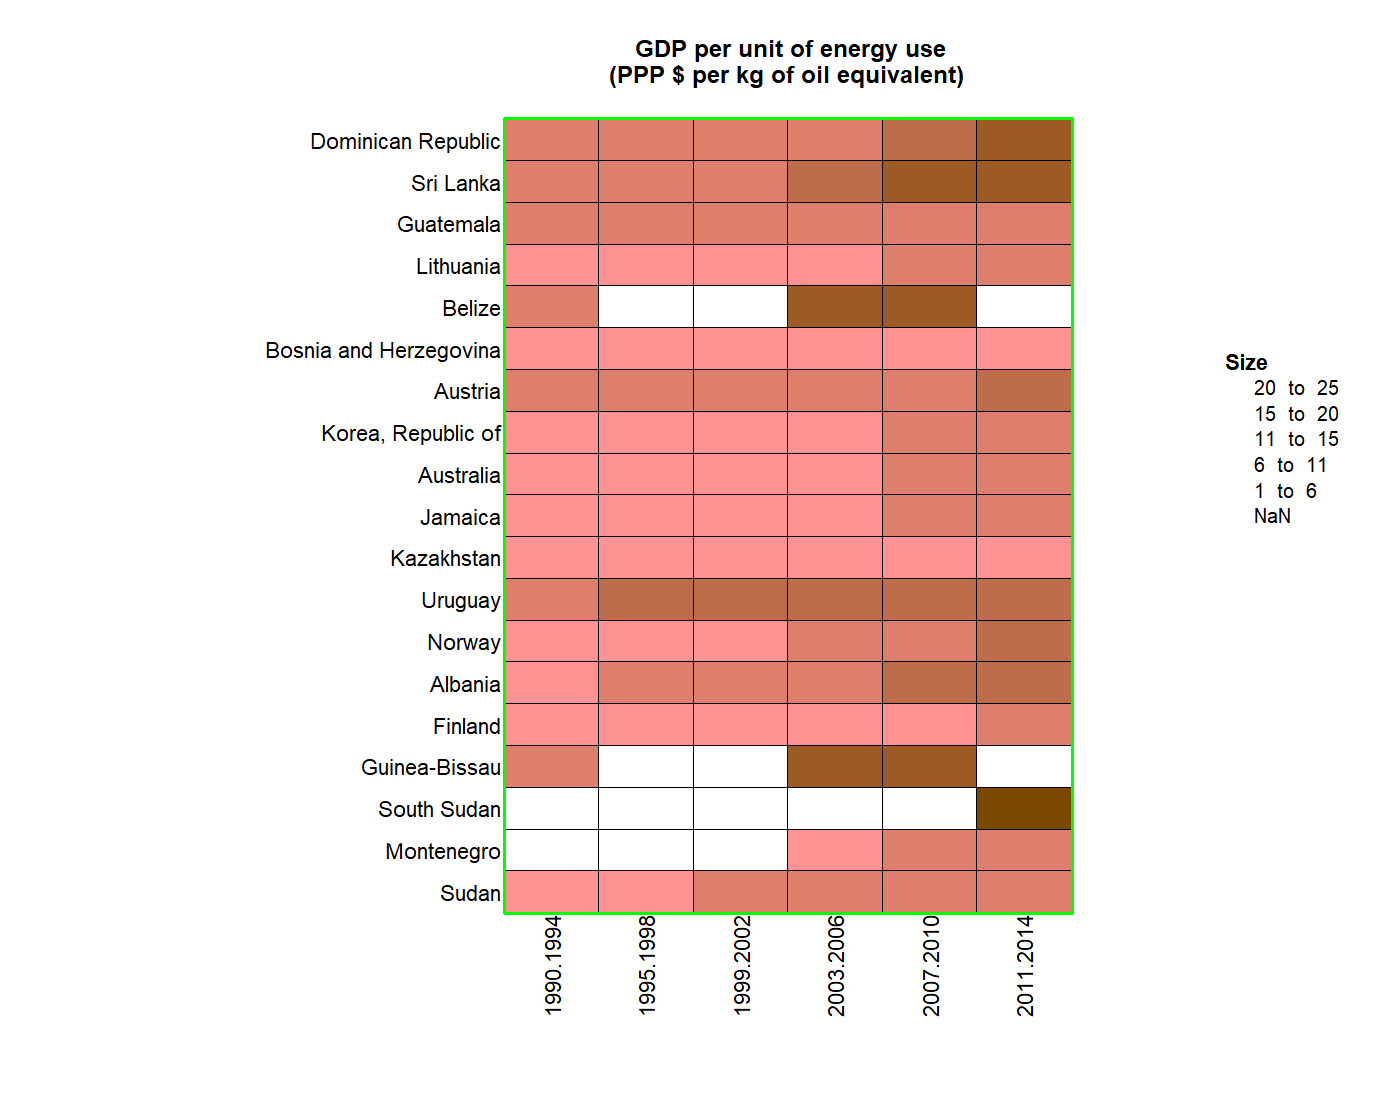 GDP per unit of energy use
(PPP $ per kg of oil equivalent)
Dominican Republic
Sri Lanka
Guatemala
Lithuania
Belize
Bosnia and Herzegovina
Austria
Korea, Republic of
Australia
Jamaica
Kazakhstan
Uruguay
Norway
Albania
Finland
Guinea-Bissau
South Sudan
Montenegro
Sudan
1990.1994
1995.1998
1999.2002
2003.2006
2007.2010
2011.2014
Size
20 to 25
15 to 20
11 to 15
6 to 11
1 to 6
NaN